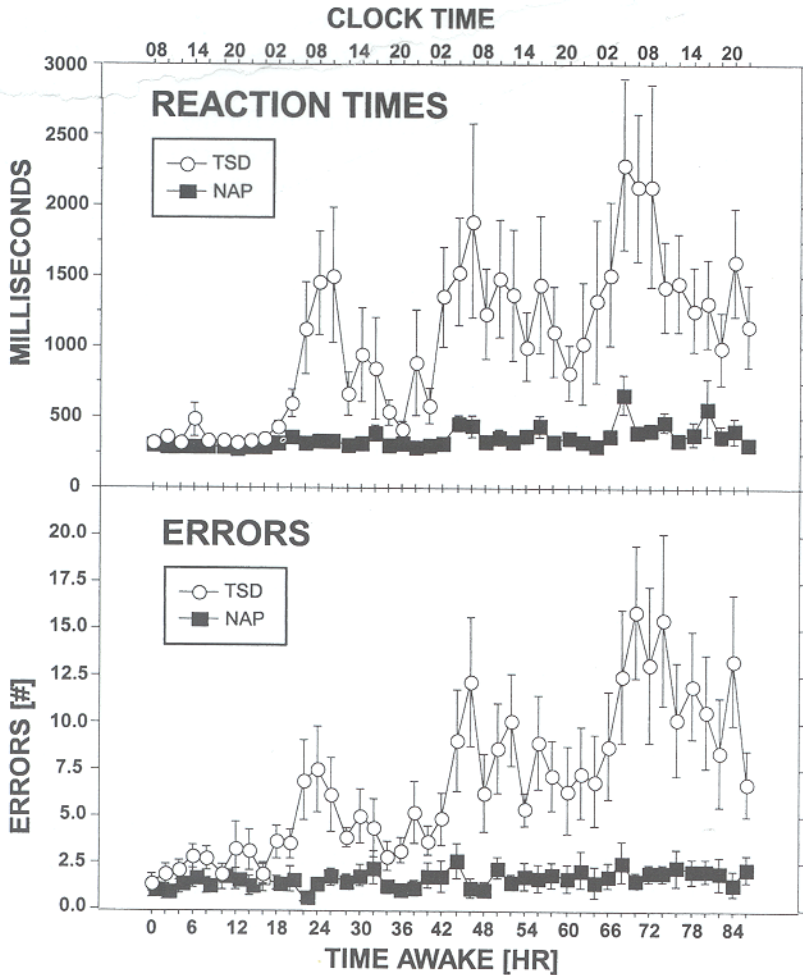 CLOCK TIME
08 14 20 02 08 14 20 02 08 14 20 02 08 14 20
3000
REACTION TIMES
2500
TSD
NAP
2000
1500
1000
500
0
MILLISECONDS
20.0
ERRORS
17.5
TSD
NAP
15.0
12.5
10.0
7.5
5.0
2.5
0.0
ERRORS [#]
0 6 12 18 24 30 36 42 48 54 60 66 72 78 84
TIME AWAKE [HR]